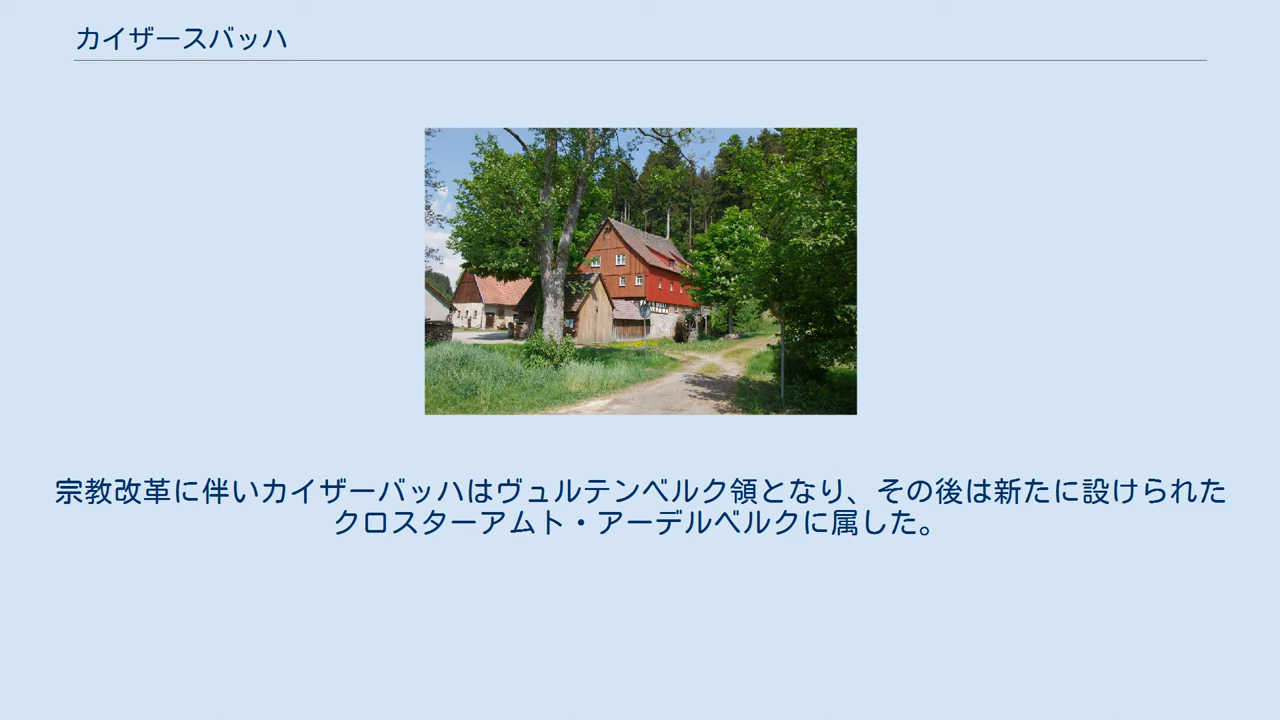 カイザースバッハ
宗教改革に伴いカイザーバッハはヴュルテンベルク領となり、その後は新たに設けられた
クロスターアムト・アーデルベルクに属した。